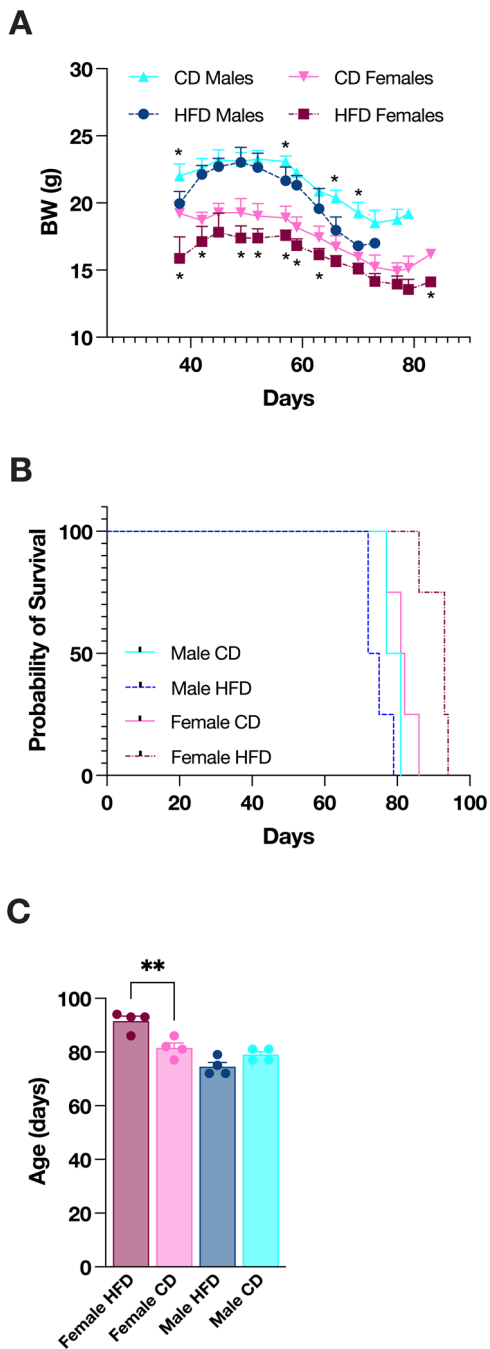 A
CD Males
CD Females
HFD Males
HFD Females
BW (g)
30
25
20
15
10
40
60
80
Days
*
*
*
*
*
*
*
*
*
*
*
*
B
Probability of Survival
100
50
0
Male CD
Male HFD
Female CD
Female HFD
0
20
40
60
80
100
Days
C
**
Age (days)
100
80
60
40
20
0
Female HFD
Female CD
Male HFD
Male CD